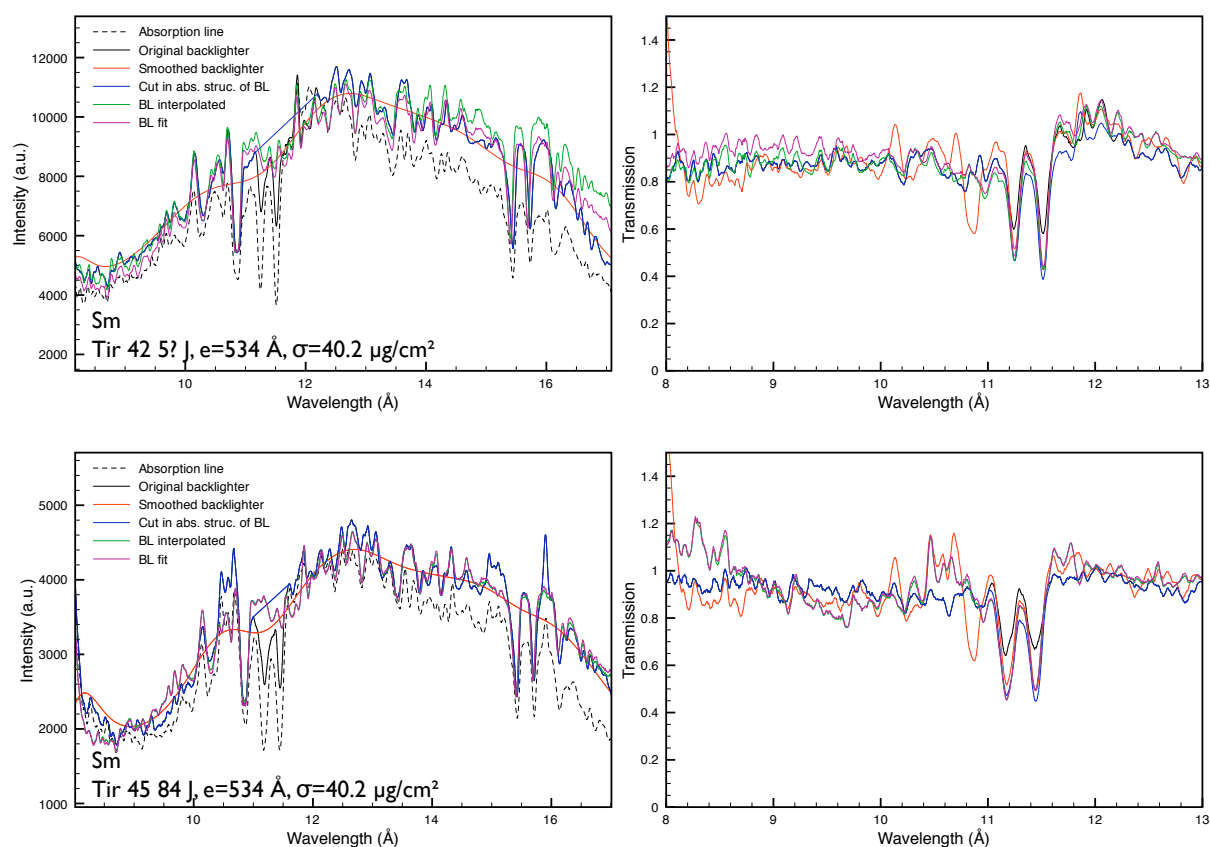 12000
10000
8000
6000
4000
2000
Intensity (a.u.)
Absorption line
Original backlighter
Smoothed backlighter
Cut in abs. struc. of BL
BL interpolated
BL fit
Sm
Tir 42 5? J, e=534 Å, σ=40.2 µg/cm²
10 12 14 16
Wavelength (Å)
1.4
1.2
1
0.8
0.6
0.4
0.2
0
Transmission
8 9 10 11 12 13
Wavelength (Å)
5000
4000
3000
2000
1000
Intensity (a.u.)
Absorption line
Original backlighter
Smoothed backlighter
Cut in abs. struc. of BL
BL interpolated
BL fit
Sm
Tir 45 84 J, e=534 Å, σ=40.2 µg/cm²
10 12 14 16
Wavelength (Å)
1.4
1.2
1
0.8
0.6
0.4
0.2
0
Transmission
8 9 10 11 12 13
Wavelength (Å)